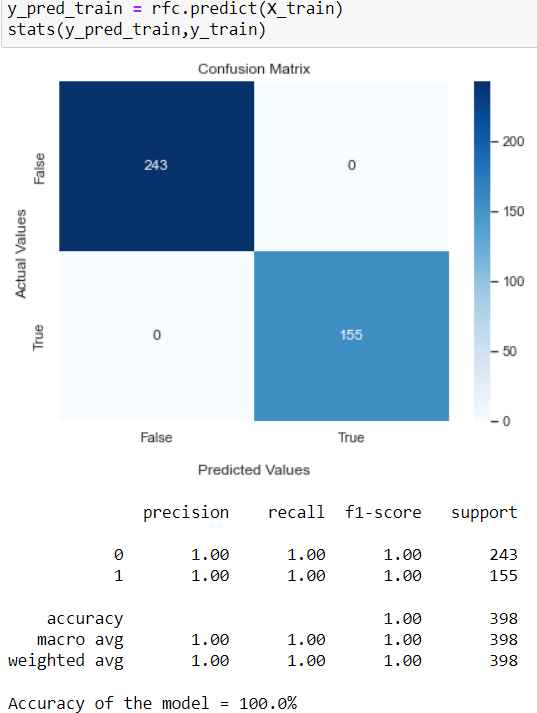 y_pred_train = rfc.predict(X_train)
stats(y_pred_train,y_train)
Confusion Matrix
False
True
Actual Values
243
0
0
155
False
True
Predicted Values
200
150
100
50
0
precision recall f1-score support
0 1.00 1.00 1.00 243
1 1.00 1.00 1.00 155
accuracy 1.00 398
macro avg 1.00 1.00 1.00 398
weighted avg 1.00 1.00 1.00 398
Accuracy of the model = 100.0%